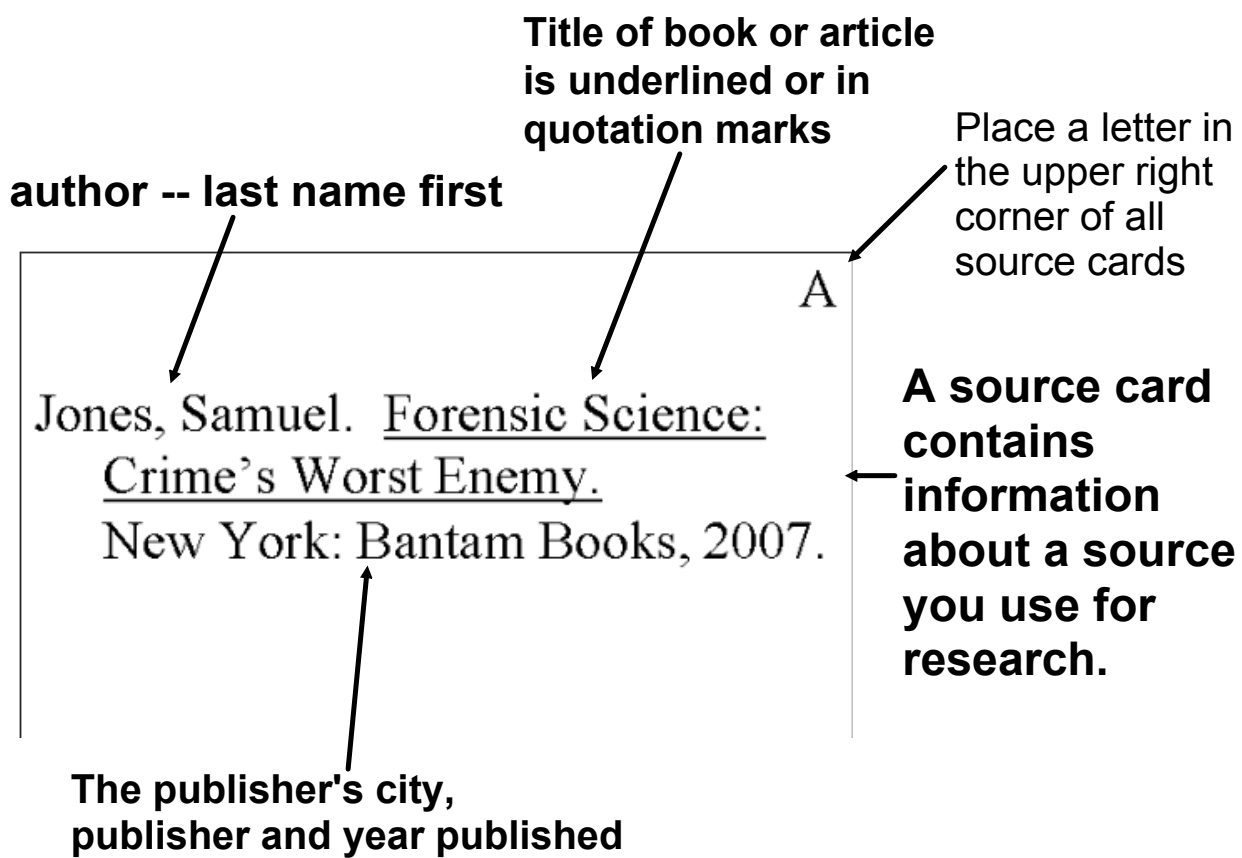 Title of book or article
is underlined or in
quotation marks
Place a letter in
the upper right
corner of all
source cards
author -- last name first
A
Jones, Samuel. Forensic Science:
Crime’s Worst Enemy.
New York: Bantam Books, 2007.
A source card
contains
information
about a source
you use for
research.
The publisher's city,
publisher and year published